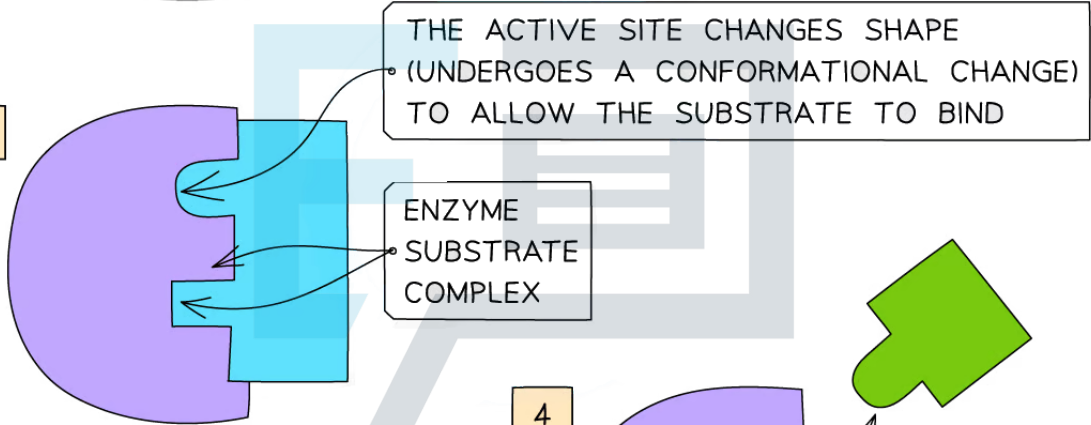 THE ACTIVE SITE CHANGES SHAPE
(UNDERGOES A CONFORMATIONAL CHANGE)
TO ALLOW THE SUBSTRATE TO BIND
ENZYME
SUBSTRATE
COMPLEX
4